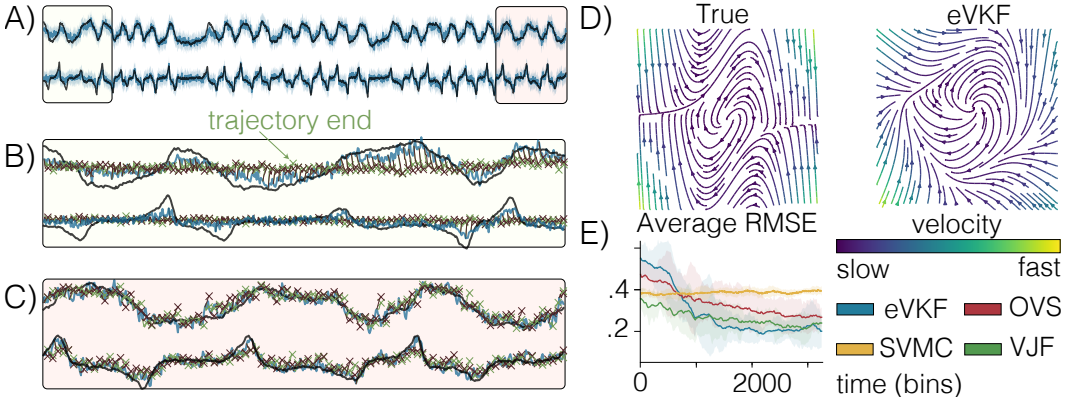 A)
trajectory end
B)
C)
D)
True
eVKF
E)
Average RMSE
.4
.2
0
2000
time (bins)
velocity
slow
fast
eVKF
OVS
SVMC
VJF